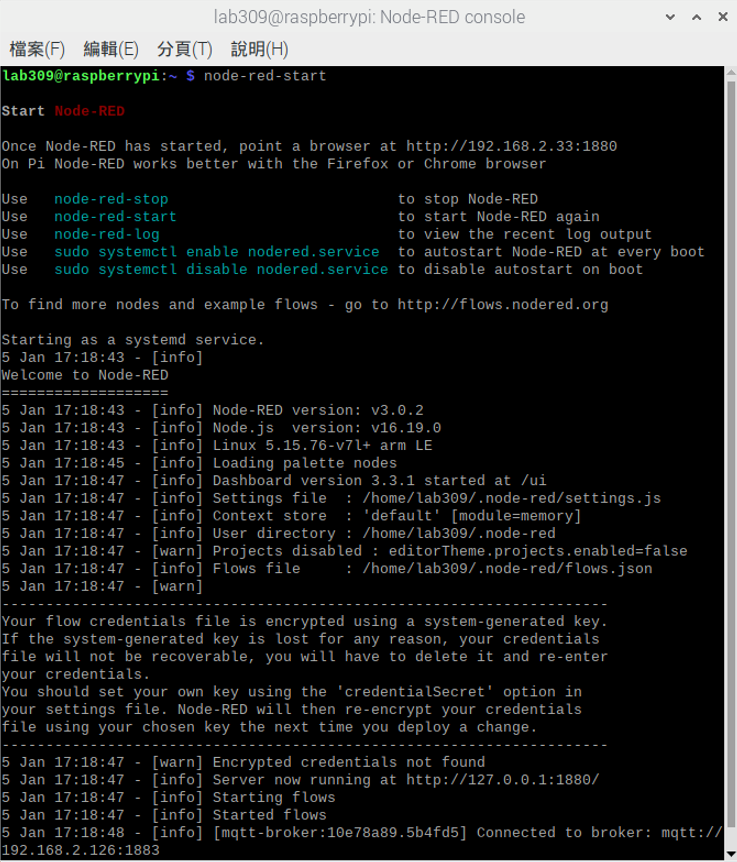 lab309@raspberrypi: Node-RED console
檔案(F) 編輯(E) 分頁(T) 說明(H)
lab309@raspberrypi:~ $ node-red-start
Start Node-RED
Once Node-RED has started, point a browser at http://192.168.2.33:1880
On Pi Node-RED works better with the Firefox or Chrome browser
Use   node-red-stop                          to stop Node-RED
Use   node-red-start                         to start Node-RED again
Use   node-red-log                           to view the recent log output
Use   sudo systemctl enable nodered.service  to autostart Node-RED at every boot
Use   sudo systemctl disable nodered.service to disable autostart on boot
To find more nodes and example flows - go to http://flows.nodered.org
Starting as a systemd service.
5 Jan 17:18:43 - [info]
Welcome to Node-RED
===================
5 Jan 17:18:43 - [info] Node-RED version: v3.0.2
5 Jan 17:18:43 - [info] Node.js  version: v16.19.0
5 Jan 17:18:43 - [info] Linux 5.15.76-v7l+ arm LE
5 Jan 17:18:45 - [info] Loading palette nodes
5 Jan 17:18:47 - [info] Dashboard version 3.3.1 started at /ui
5 Jan 17:18:47 - [info] Settings file  : /home/lab309/.node-red/settings.js
5 Jan 17:18:47 - [info] Context store  : 'default' [module=memory]
5 Jan 17:18:47 - [info] User directory : /home/lab309/.node-red
5 Jan 17:18:47 - [warn] Projects disabled : editorTheme.projects.enabled=false
5 Jan 17:18:47 - [info] Flows file     : /home/lab309/.node-red/flows.json
5 Jan 17:18:47 - [warn]
---------------------------------------------------------------------
Your flow credentials file is encrypted using a system-generated key.
If the system-generated key is lost for any reason, your credentials
file will not be recoverable, you will have to delete it and re-enter
your credentials.
You should set your own key using the 'credentialSecret' option in
your settings file. Node-RED will then re-encrypt your credentials
file using your chosen key the next time you deploy a change.
---------------------------------------------------------------------
5 Jan 17:18:47 - [warn] Encrypted credentials not found
5 Jan 17:18:47 - [info] Server now running at http://127.0.0.1:1880/
5 Jan 17:18:47 - [info] Starting flows
5 Jan 17:18:47 - [info] Started flows
5 Jan 17:18:48 - [info] [mqtt-broker:10e78a89.5b4fd5] Connected to broker: mqtt://
192.168.2.126:1883